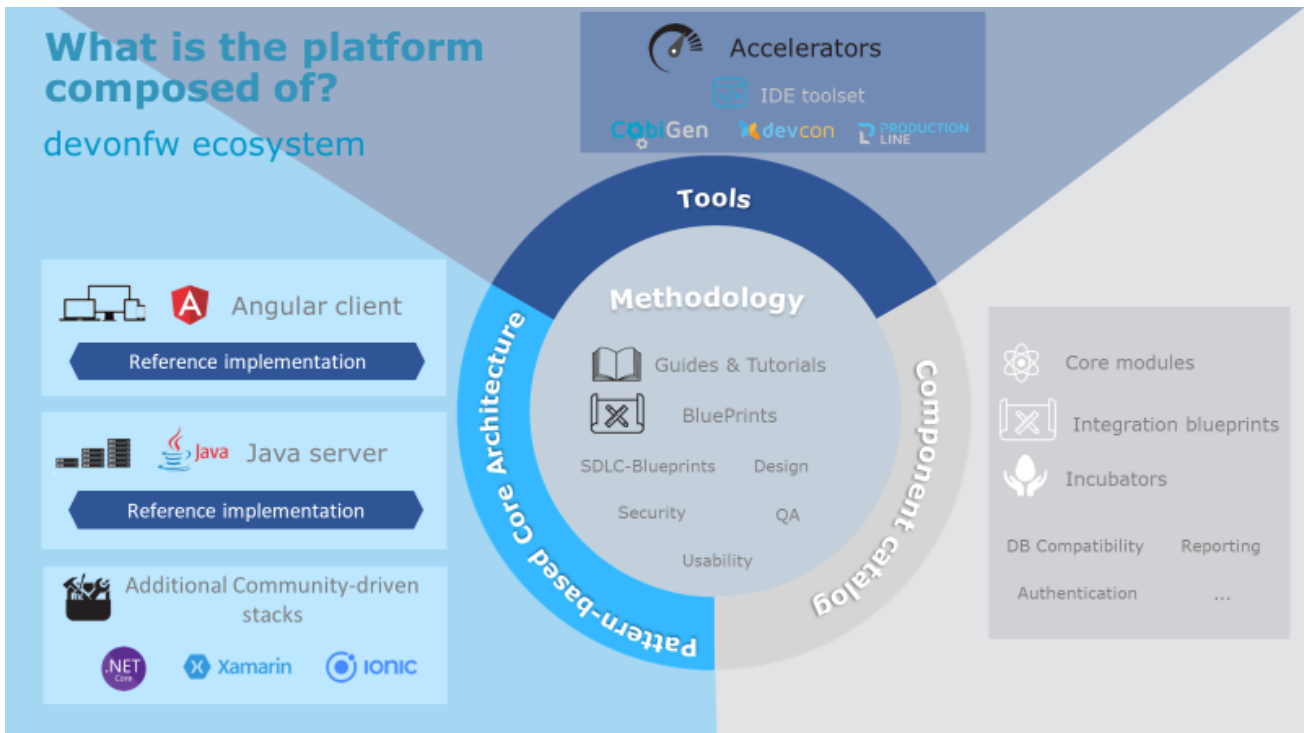 What is the platform
composed of?
devonfw ecosystem
Accelerators
IDE toolset
CobiGen
devcon
PRODUCTION
LINE
Tools
Methodology
Guides & Tutorials
BluePrints
SDLC-Blueprints
Design
Security
QA
Usability
Pattern-based Core Architecture
Component catalog
Angular client
Reference implementation
Java
Java server
Reference implementation
Additional Community-driven
stacks
.NET
Core
Xamarin
IONIC
Core modules
Integration blueprints
Incubators
DB Compatibility
Reporting
Authentication
...